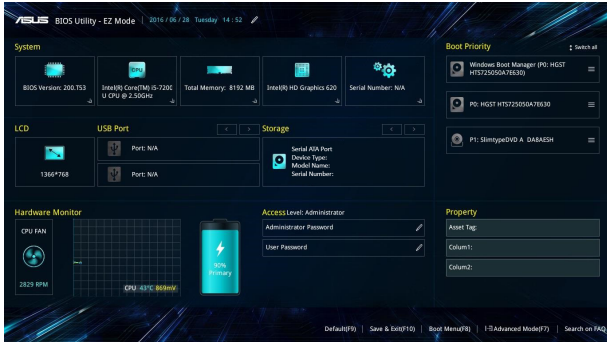 ASUS BIOS Utility - EZ Mode 2016 / 06 / 28 Tuesday 14 : 52
System
BIOS Version: 200.T53
CPU
Intel(R) Core(TM) i5-7200
U CPU @ 2.50GHz
Total Memory: 8192 MB
Intel(R) HD Graphics 620
Serial Number: N/A
Boot Priority
Switch all
Windows Boot Manager (P0: HGST
HTS725050A7E630)
P0: HGST HTS725050A7E630
P1: SlimtypeDVD A DA8AESH
LCD
1366*768
USB Port
Port: N/A
Port: N/A
Storage
Serial ATA Port
Device Type:
Model Name:
Serial Number:
Hardware Monitor
CPU FAN
2829 RPM
CPU 43°C 869mV
90%
Primary
Access Level: Administrator
Administrator Password
User Password
Property
Asset Tag:
Colum1:
Colum2:
Default(F9) | Save & Exit(F10) | Boot Menu(F8) | Advanced Mode(F7) | Search on FAQ